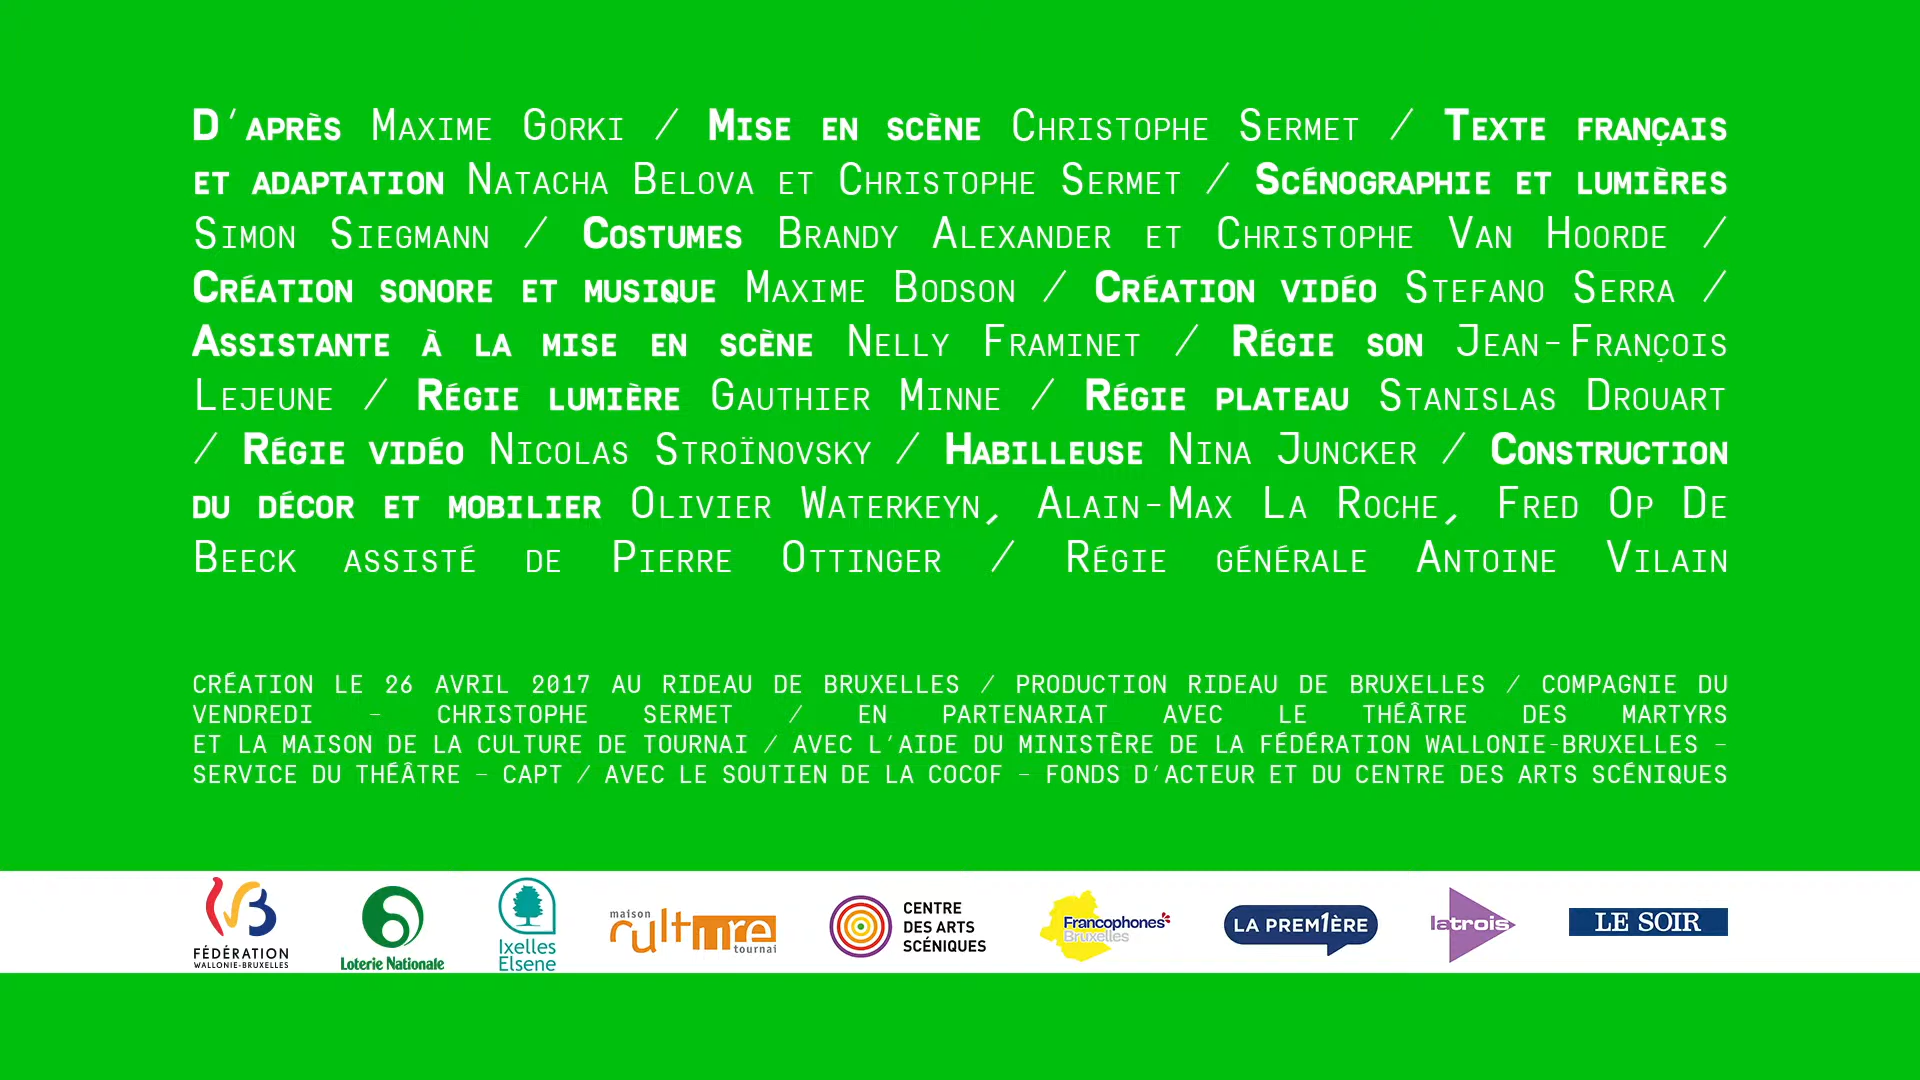 D'après Maxime Gorki / Mise en scène Christophe Sermet / Texte français
et adaptation Natacha Belova et Christophe Sermet / Scénographie et lumières
Simon Siegmann / Costumes Brandy Alexander et Christophe Van Hoorde /
Création sonore et musique Maxime Bodson / Création vidéo Stefano Serra /
Assistante à la mise en scène Nelly Framinet / Régie son Jean-François
Lejeune / Régie lumière Gauthier Minne / Régie plateau Stanislas Drouart
/ Régie vidéo Nicolas Stroïnovsky / Habilleuse Nina Juncker / Construction
du décor et mobilier Olivier Waterkeyn, Alain-Max La Roche, Fred Op De
Beeck assisté de Pierre Ottinger / Régie générale Antoine Vilain
CRÉATION LE 26 AVRIL 2017 AU RIDEAU DE BRUXELLES / PRODUCTION RIDEAU DE BRUXELLES / COMPAGNIE DU
VENDREDI – CHRISTOPHE SERMET / EN PARTENARIAT AVEC LE THÉÂTRE DES MARTYRS
ET LA MAISON DE LA CULTURE DE TOURNAI / AVEC L'AIDE DU MINISTÈRE DE LA FÉDÉRATION WALLONIE-BRUXELLES –
SERVICE DU THÉÂTRE – CAPT / AVEC LE SOUTIEN DE LA COCOF – FONDS D'ACTEUR ET DU CENTRE DES ARTS SCÉNIQUES
FÉDÉRATION
WALLONIE-BRUXELLES
Loterie Nationale
Ixelles
Elsene
maison
culture
tournai
CENTRE
DES ARTS
SCÉNIQUES
Francophones
Bruxelles
LA PREM1ÈRE
latrois
LE SOIR